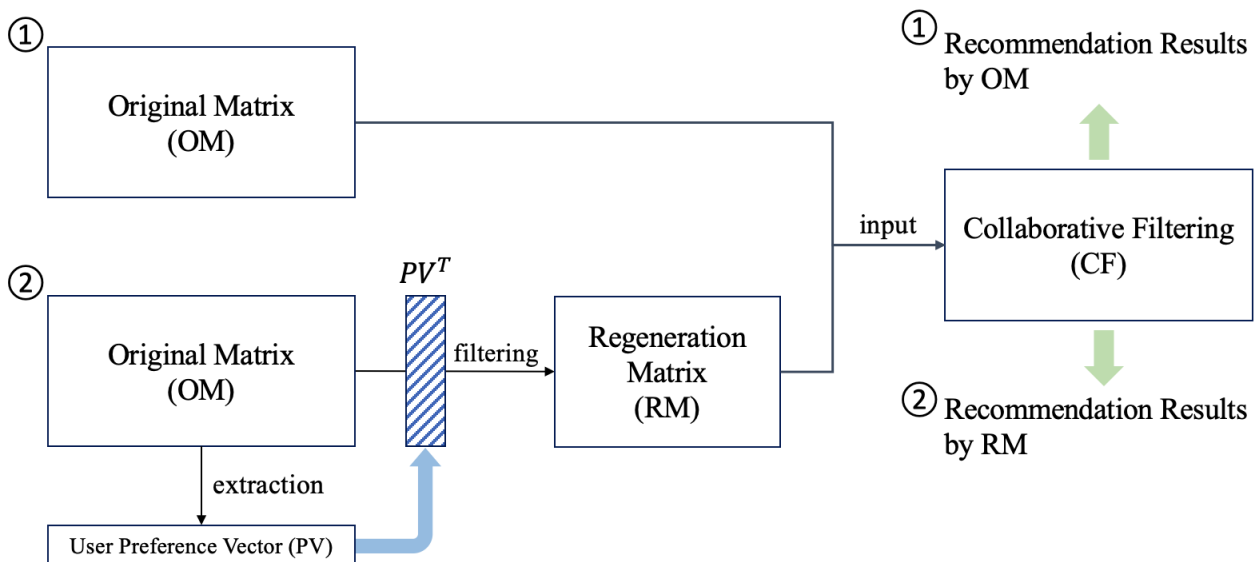 ①
Original Matrix
(OM)
input
①
Recommendation Results
by OM
Collaborative Filtering
(CF)
②
Original Matrix
(OM)
extraction
User Preference Vector (PV)
PVᵀ
filtering
Regeneration
Matrix
(RM)
②
Recommendation Results
by RM